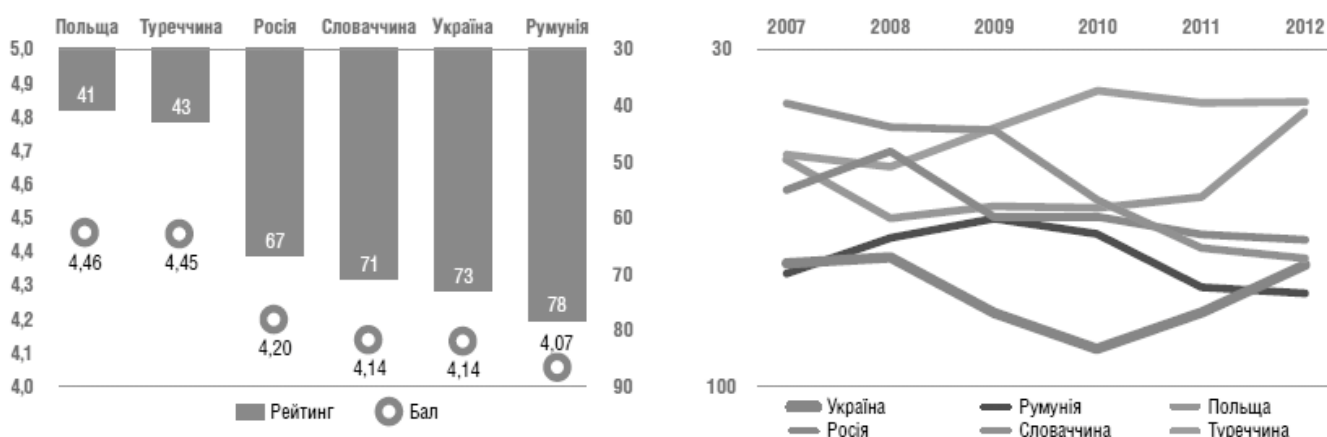 Польща Туреччина Росія Словаччина Україна Румунія
5,0 30
4,9
41 43
4,8 40
4,7
50
4,6
4,5 60
4,46 4,45 67
4,4
71 73
4,3 70
78
4,2 80
4,20 4,14 4,14 4,07
4,1
4,0 90
Рейтинг Бал
2007 2008 2009 2010 2011 2012
30
100
Україна Румунія Польща
Росія Словаччина Туреччина